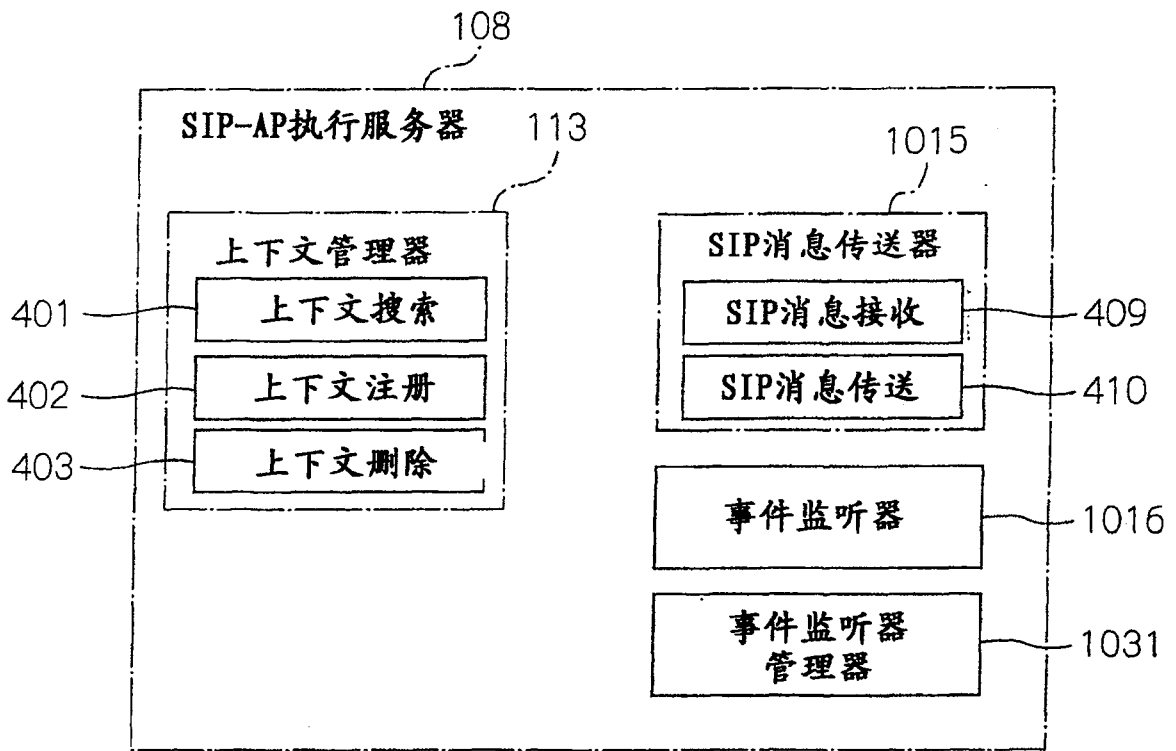 108
SIP-AP执行服务器
113
1015
上下文管理器
SIP消息传送器
401
上下文搜索
SIP消息接收
409
402
上下文注册
SIP消息传送
410
403
上下文删除
事件监听器
1016
事件监听器
管理器
1031